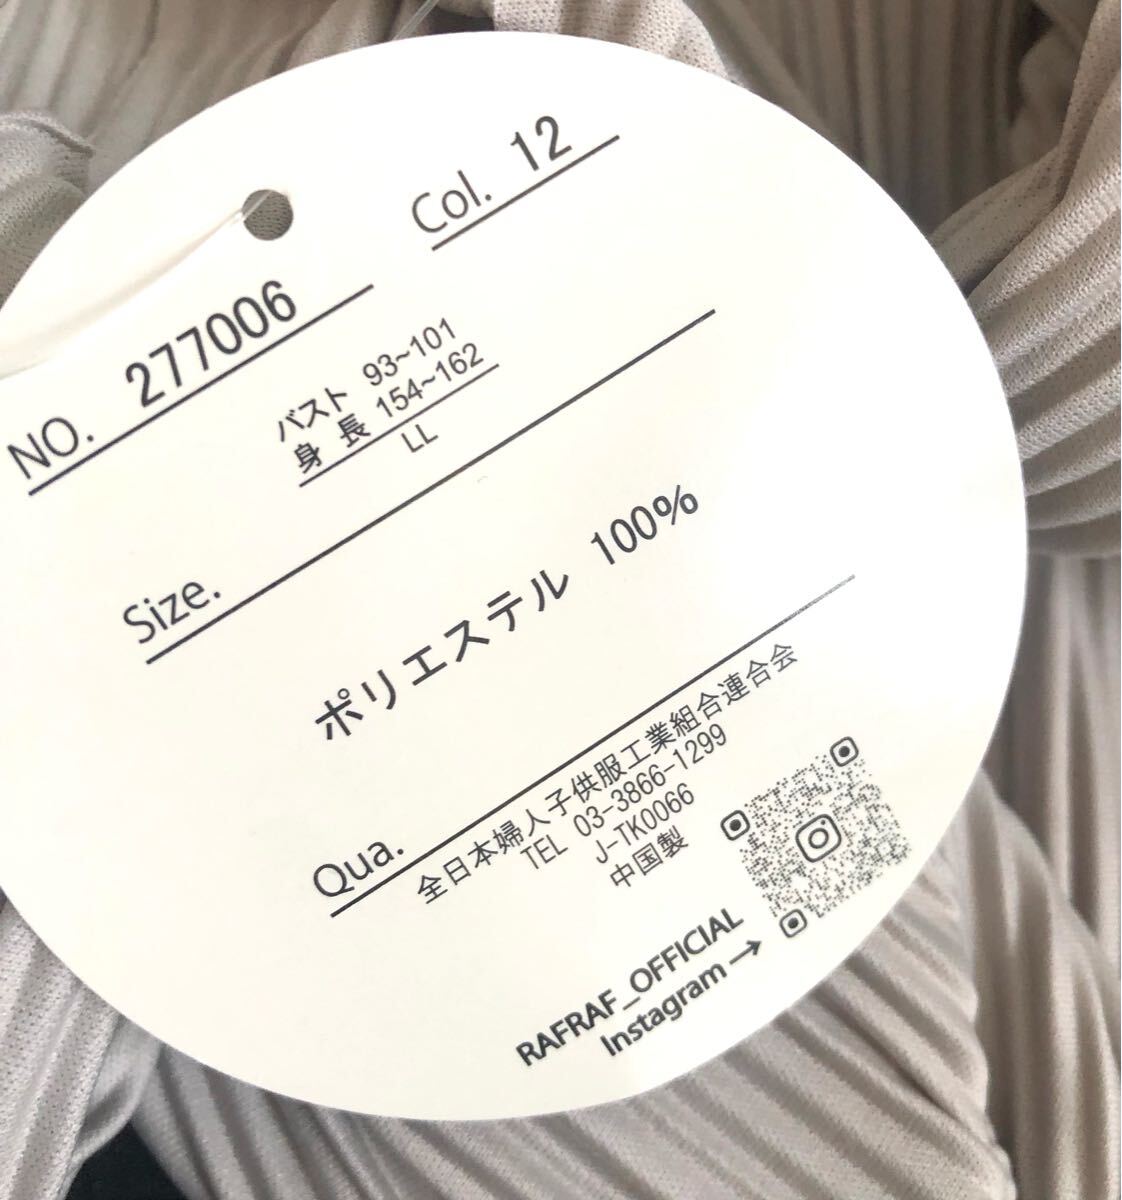 NO. 277006
Col. 12
Size.
バスト 93~101
身 長 154~162
LL
ポリエステル 100%
Qua.
全日本婦人子供服工業組合連合会
TEL 03-3866-1299
J-TK0066
中国製
RAFRAF_OFFICIAL
Instagram →